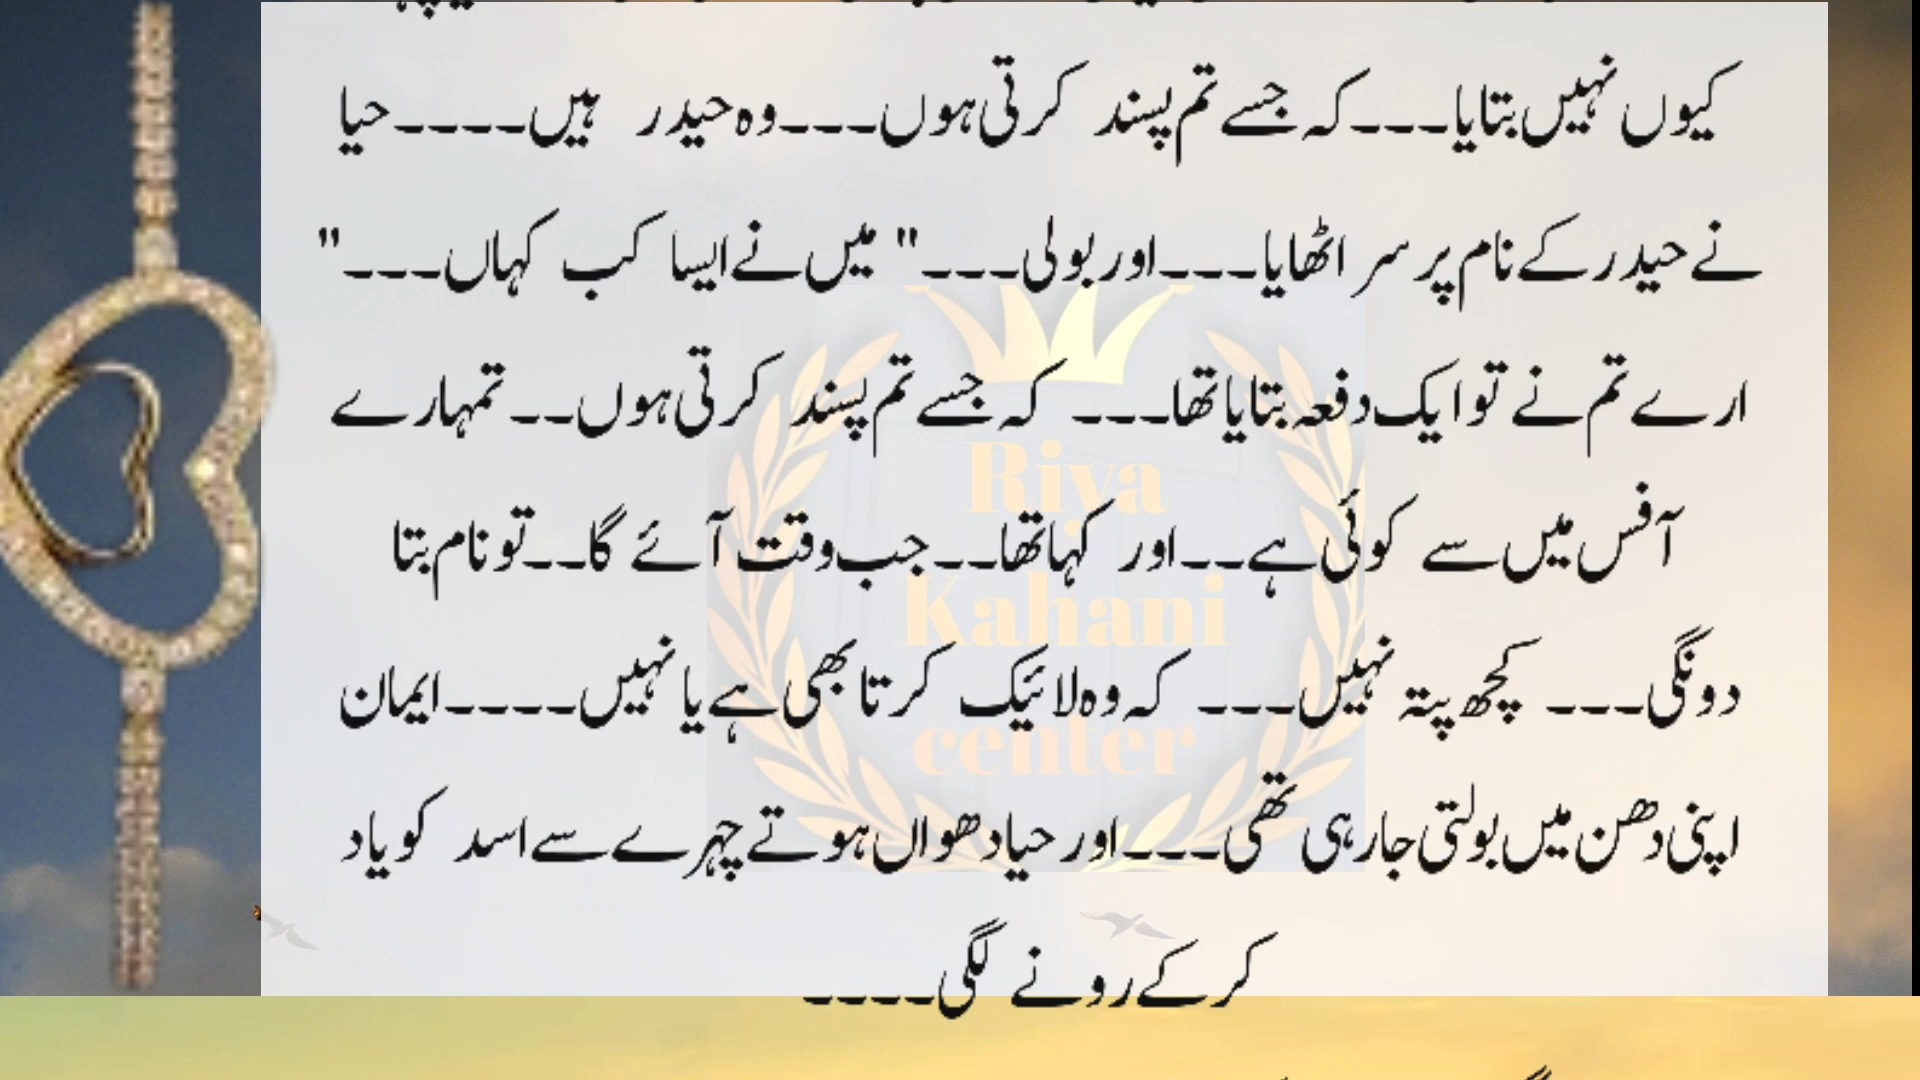 کیوں نہیں بتایا۔۔۔کہ جسے تم پسند کرتی ہوں۔۔۔وہ حیدر ہیں۔۔۔۔حیا
نے حیدر کے نام پر سر اٹھایا۔۔۔اور بولی۔۔۔" میں نے ایسا کب کہاں۔۔۔"
ارے تم نے تو ایک دفعہ بتایا تھا۔۔۔ کہ جسے تم پسند کرتی ہوں۔۔تمہارے
آفس میں سے کوئی ہے۔۔اور کہا تھا۔۔جب وقت آئے گا۔۔تو نام بتا
دونگی۔۔۔ کچھ پتہ نہیں۔۔۔ کہ وہ لائیک کرتا بھی ہے یا نہیں۔۔۔۔ایمان
اپنی دھن میں بولتی جارہی تھی۔۔۔اور حیا دھواں ہوتے چہرے سے اسد کو یاد
کر کے رونے لگی۔۔۔۔
Riya
Kahani
center